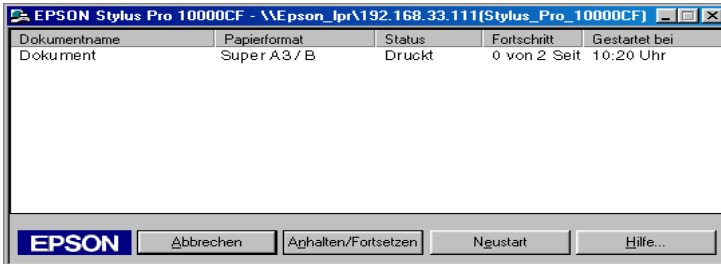 EPSON Stylus Pro 10000CF - \\Epson_lpr\192.168.33.111(Stylus_Pro_10000CF)
Dokumentname Papierformat Status Fortschritt Gestartet bei
Dokument Super A3 / B Druckt 0 von 2 Seit 10:20 Uhr
EPSON Abbrechen Anhalten/Fortsetzen Neustart Hilfe...